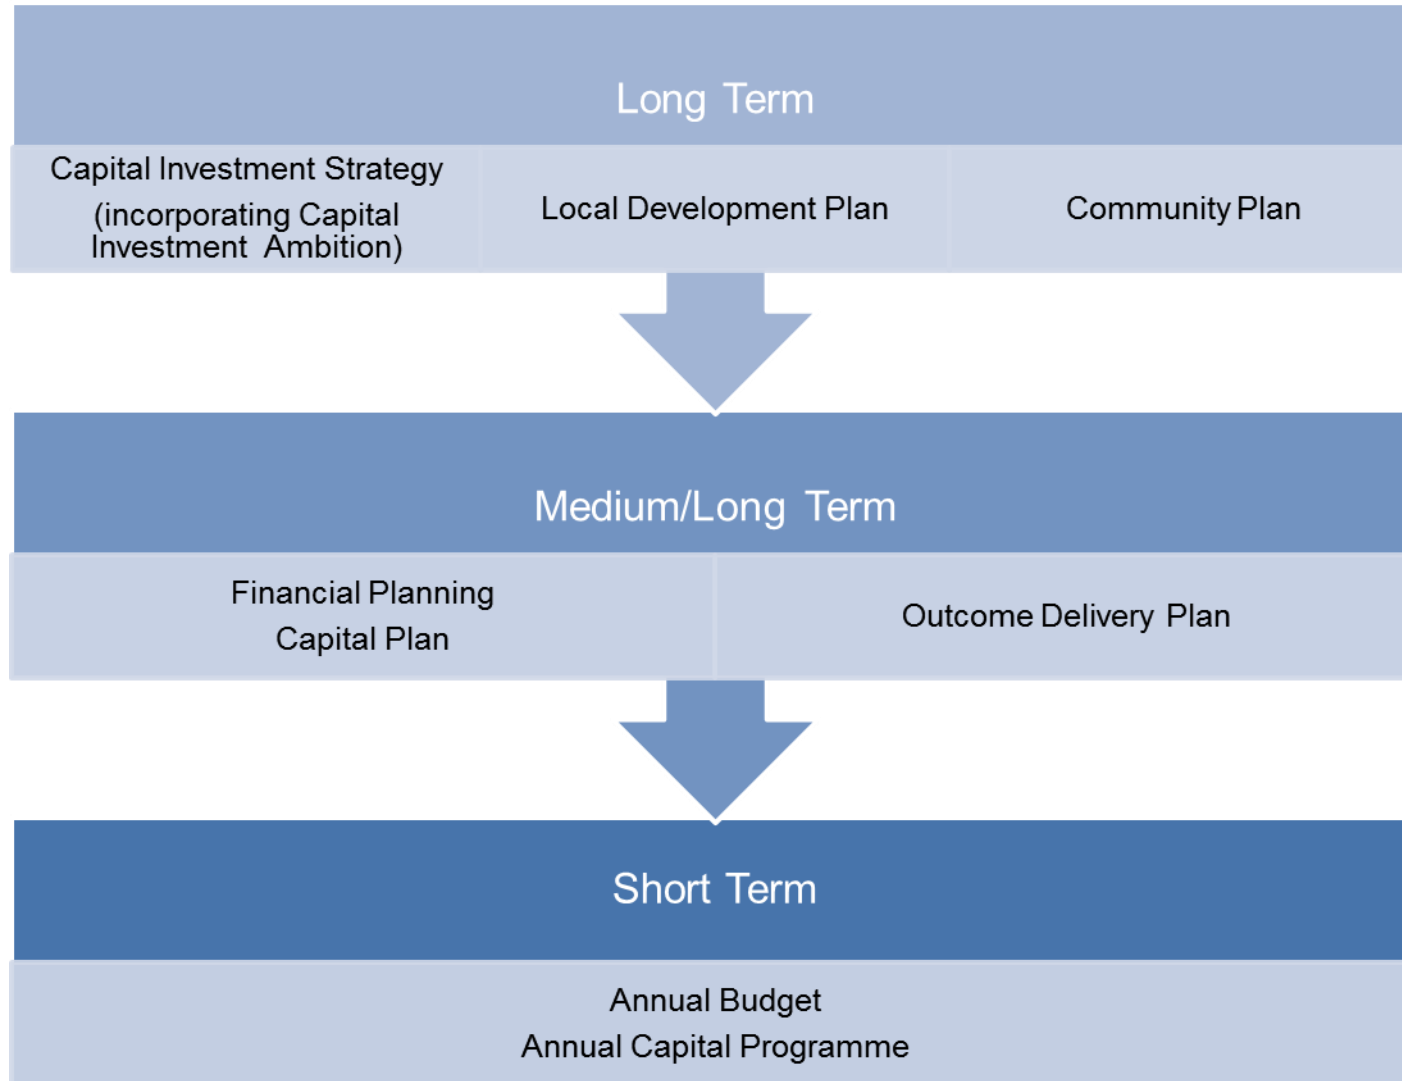 Long Term
Capital Investment Strategy
(incorporating Capital
Investment Ambition)
Local Development Plan
Community Plan
Medium/Long Term
Financial Planning
Capital Plan
Outcome Delivery Plan
Short Term
Annual Budget
Annual Capital Programme